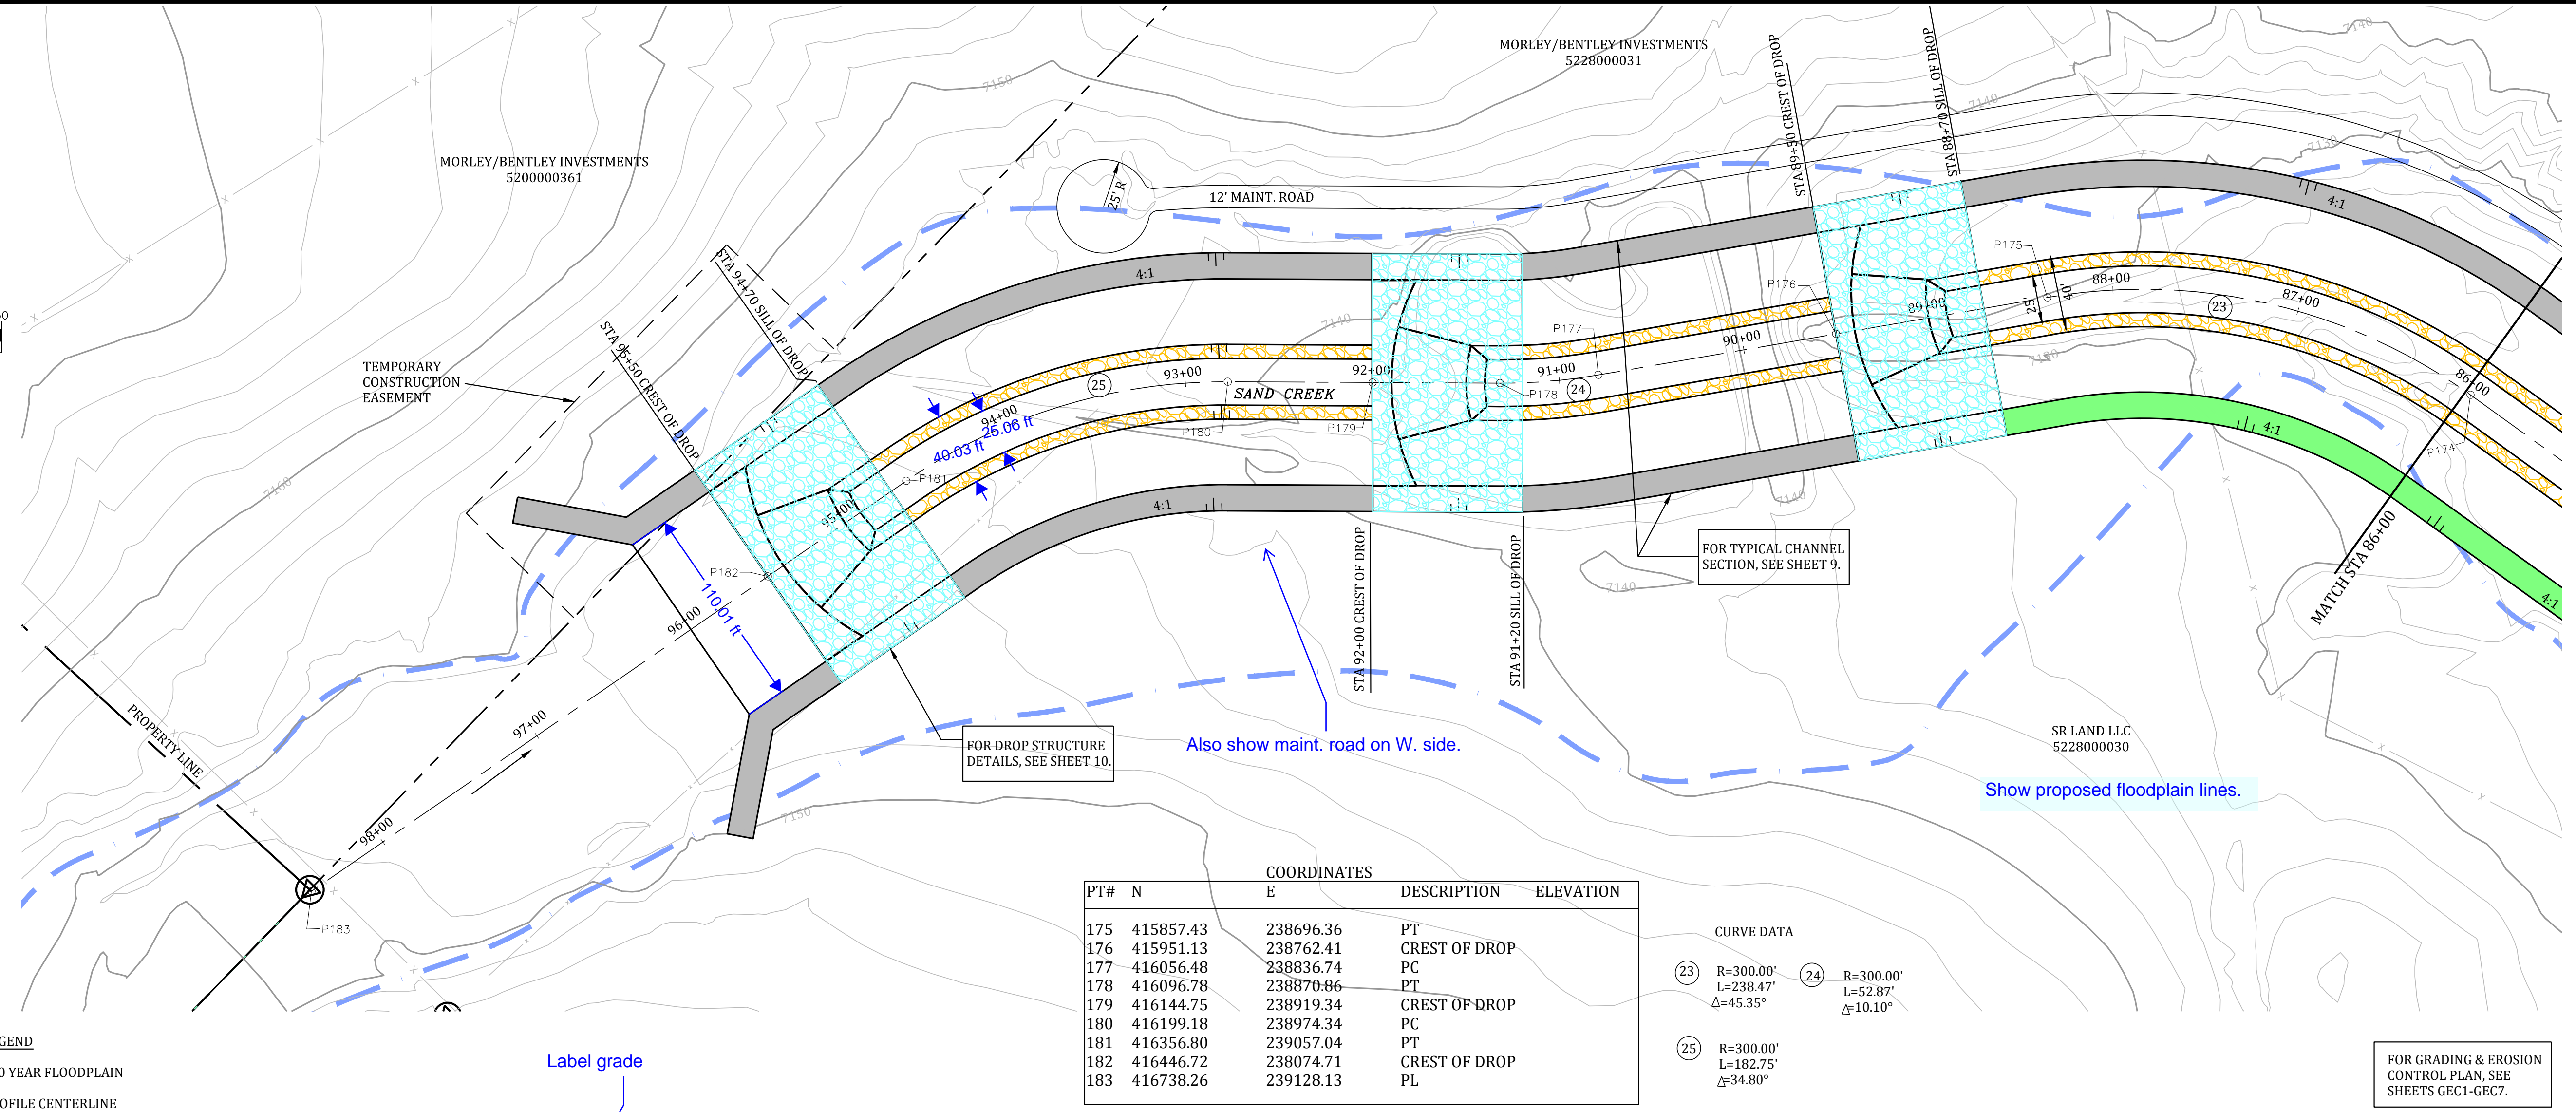 MORLEY/BENTLEY INVESTMENTS
5228000031
7140
STA 89+50 CREST OF DROP
STA 88+70 SILL OF DROP
7150
7140
7130
MORLEY/BENTLEY INVESTMENTS
5200000361
25' R
12' MAINT. ROAD
4:1
STA 94+70 SILL OF DROP
STA 95+50 CREST OF DROP
4:1
P175
P176
88+00
87+00
25'
40'
89+00
23
7140
P177
90+00
TEMPORARY
CONSTRUCTION
EASEMENT
25
93+00
92+00
91+00
24
7130
86+00
SAND CREEK
P178
94+00
25.06 ft
40.03 ft
P180
P179
4:1
P174
P181
7160
95+00
4:1
7140
MATCH STA 86+00
P182
110.01 ft
96+00
FOR TYPICAL CHANNEL
SECTION, SEE SHEET 9.
7140
4:1
STA 92+00 CREST OF DROP
STA 91+20 SILL OF DROP
PROPERTY LINE
97+00
FOR DROP STRUCTURE
DETAILS, SEE SHEET 10.
Also show maint. road on W. side.
SR LAND LLC
5228000030
Show proposed floodplain lines.
7150
98+00
P183
COORDINATES
PT# N E DESCRIPTION ELEVATION
175 415857.43 238696.36 PT
176 415951.13 238762.41 CREST OF DROP
177 416056.48 238836.74 PC
178 416096.78 238870.86 PT
179 416144.75 238919.34 CREST OF DROP
180 416199.18 238974.34 PC
181 416356.80 239057.04 PT
182 416446.72 238074.71 CREST OF DROP
183 416738.26 239128.13 PL
CURVE DATA
23 R=300.00'
L=238.47'
Δ=45.35°
24 R=300.00'
L=52.87'
Δ=10.10°
25 R=300.00'
L=182.75'
Δ=34.80°
GEND
0 YEAR FLOODPLAIN
OFILE CENTERLINE
Label grade
FOR GRADING & EROSION
CONTROL PLAN, SEE
SHEETS GEC1-GEC7.